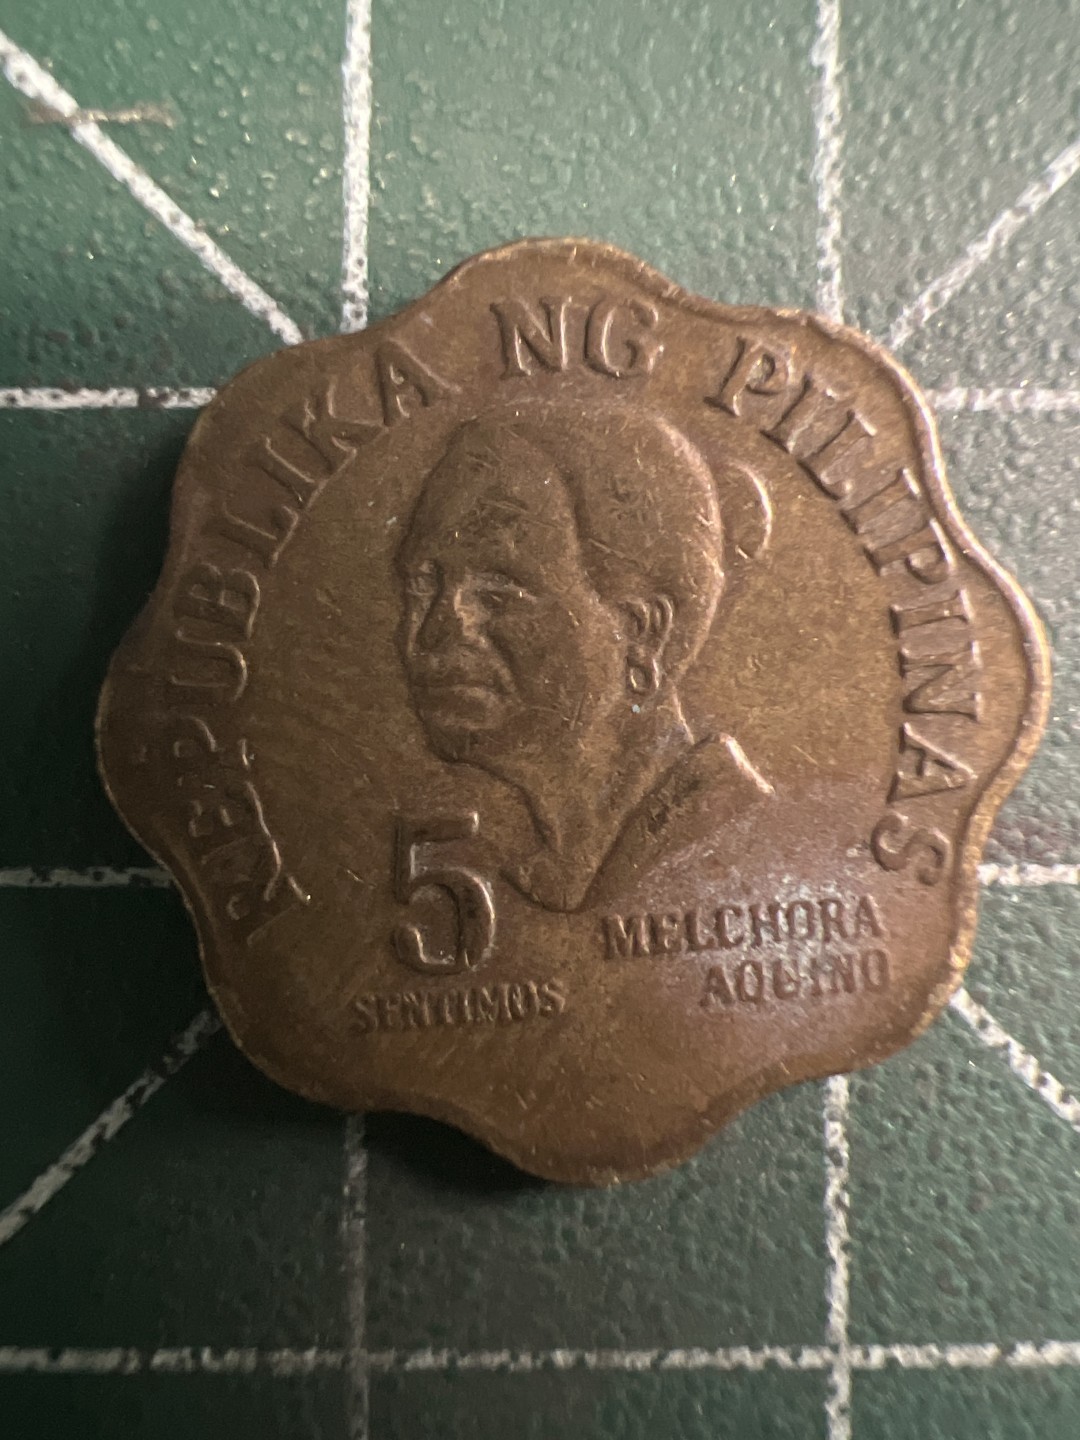 REPUBLIKA NG PILIPINAS
5
SENTIMOS
MELCHORA
AQUINO